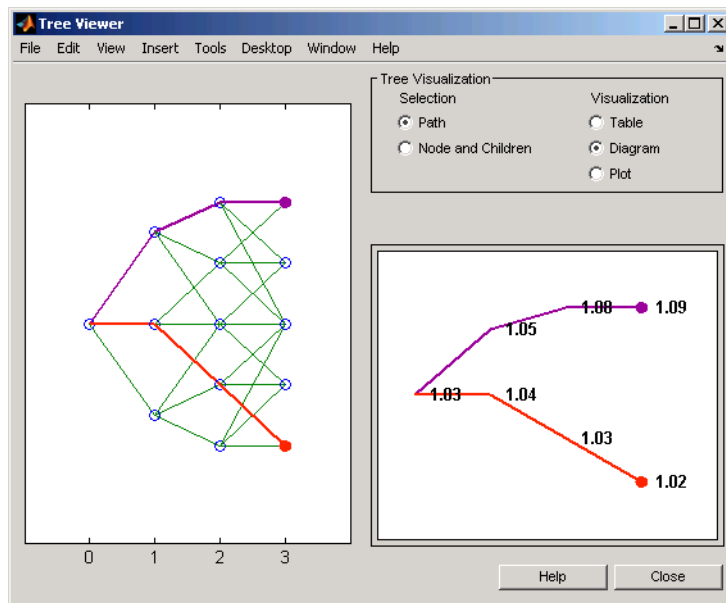 Tree Viewer
File Edit View Insert Tools Desktop Window Help
Tree Visualization
Selection Visualization
Path Table
Node and Children Diagram
Plot
1.08 1.09
1.05
1.03 1.04
1.03
1.02
0 1 2 3
Help Close